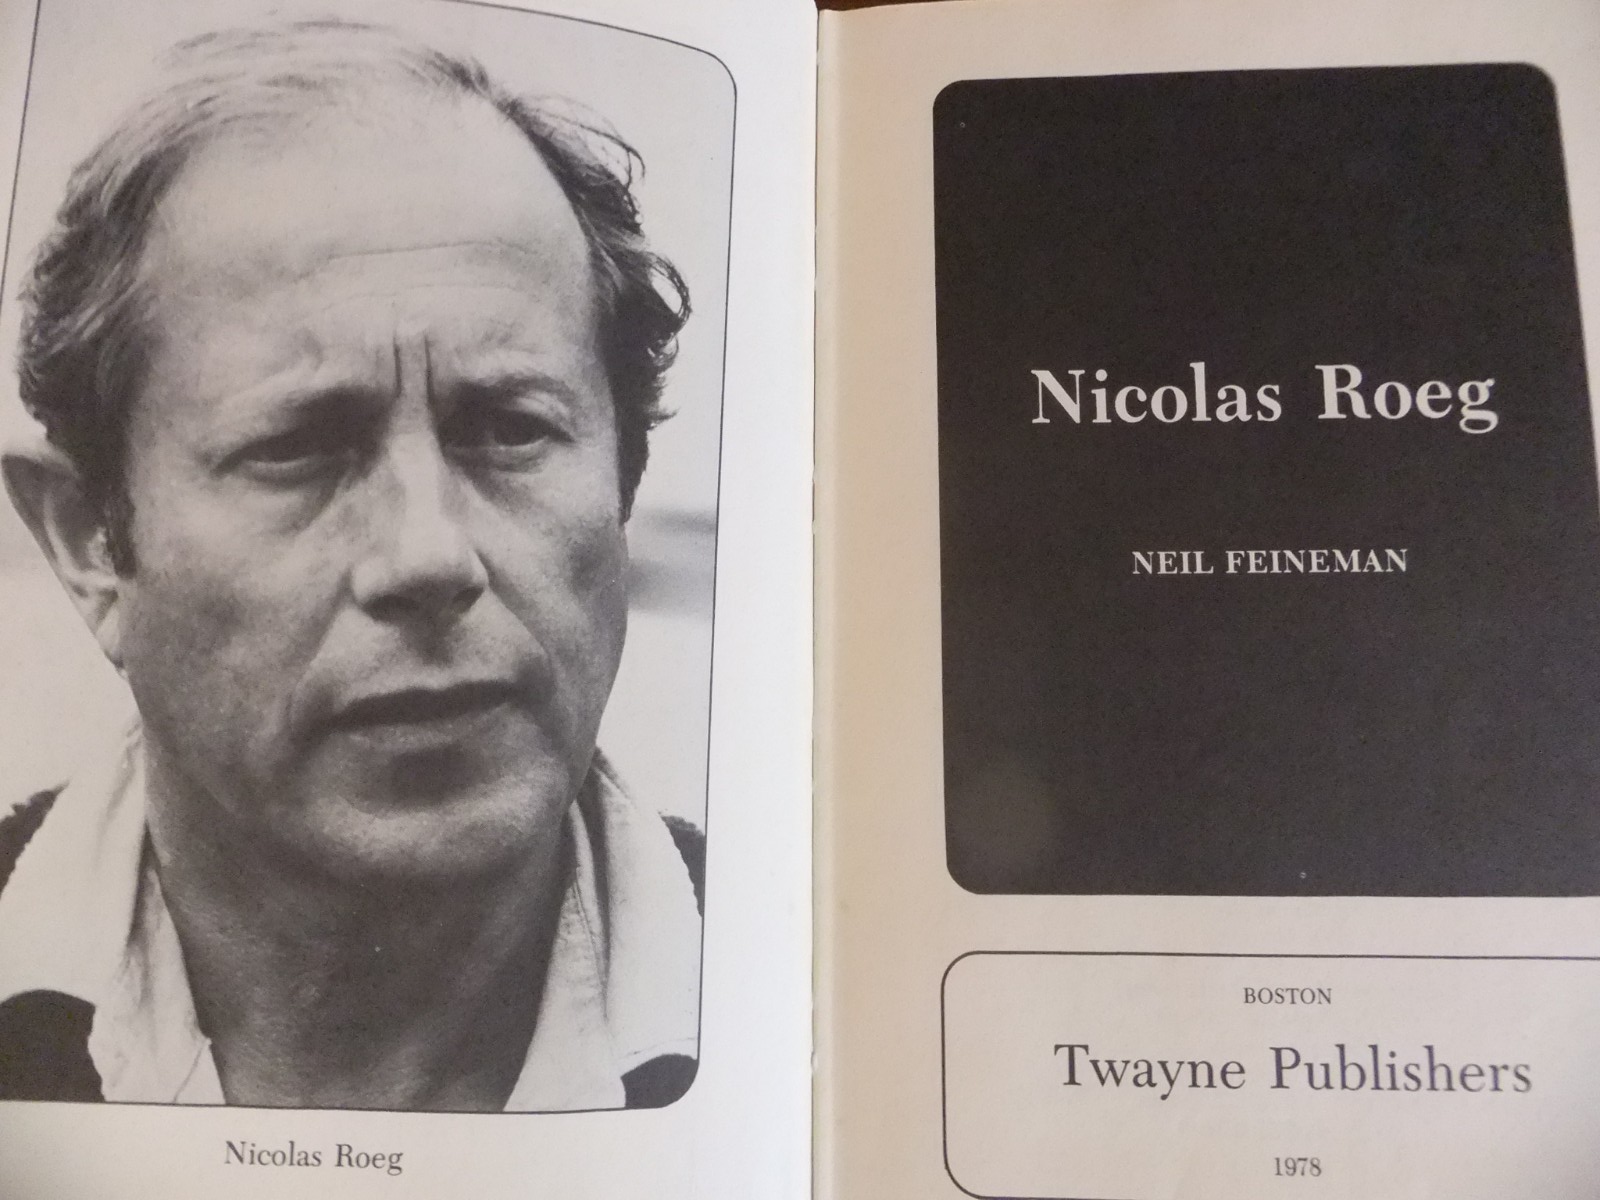 Nicolas Roeg
Nicolas Roeg
NEIL FEINEMAN
BOSTON
Twayne Publishers
1978